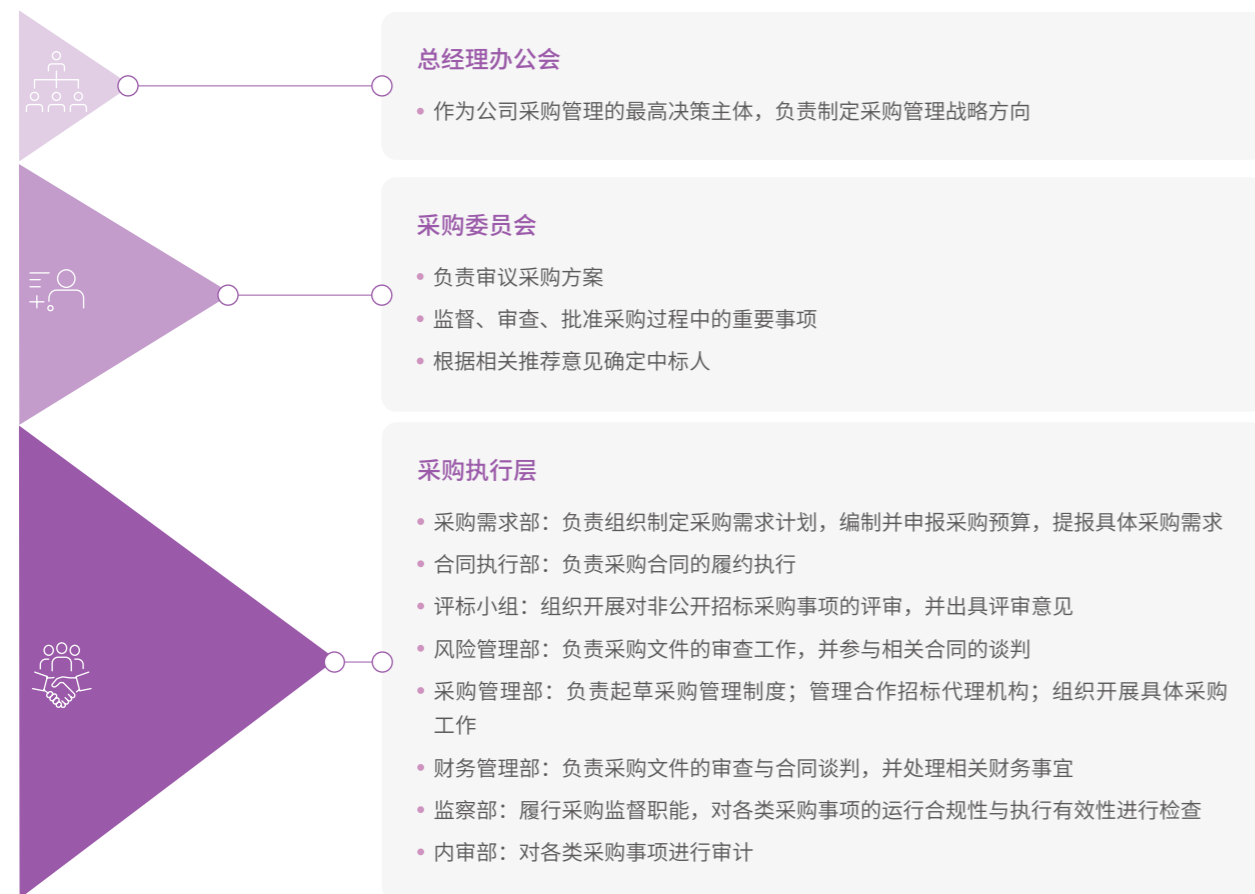 总经理办公会
• 作为公司采购管理的最高决策主体，负责制定采购管理战略方向
采购委员会
• 负责审议采购方案
• 监督、审查、批准采购过程中的重要事项
• 根据相关推荐意见确定中标人
采购执行层
• 采购需求部：负责组织制定采购需求计划，编制并申报采购预算，提报具体采购需求
• 合同执行部：负责采购合同的履约执行
• 评标小组：组织开展对非公开招标采购事项的评审，并出具评审意见
• 风险管理部：负责采购文件的审查工作，并参与相关合同的谈判
• 采购管理部：负责起草采购管理制度；管理合作招标代理机构；组织开展具体采购
工作
• 财务管理部：负责采购文件的审查与合同谈判，并处理相关财务事宜
• 监察部：履行采购监督职能，对各类采购事项的运行合规性与执行有效性进行检查
• 内审部：对各类采购事项进行审计